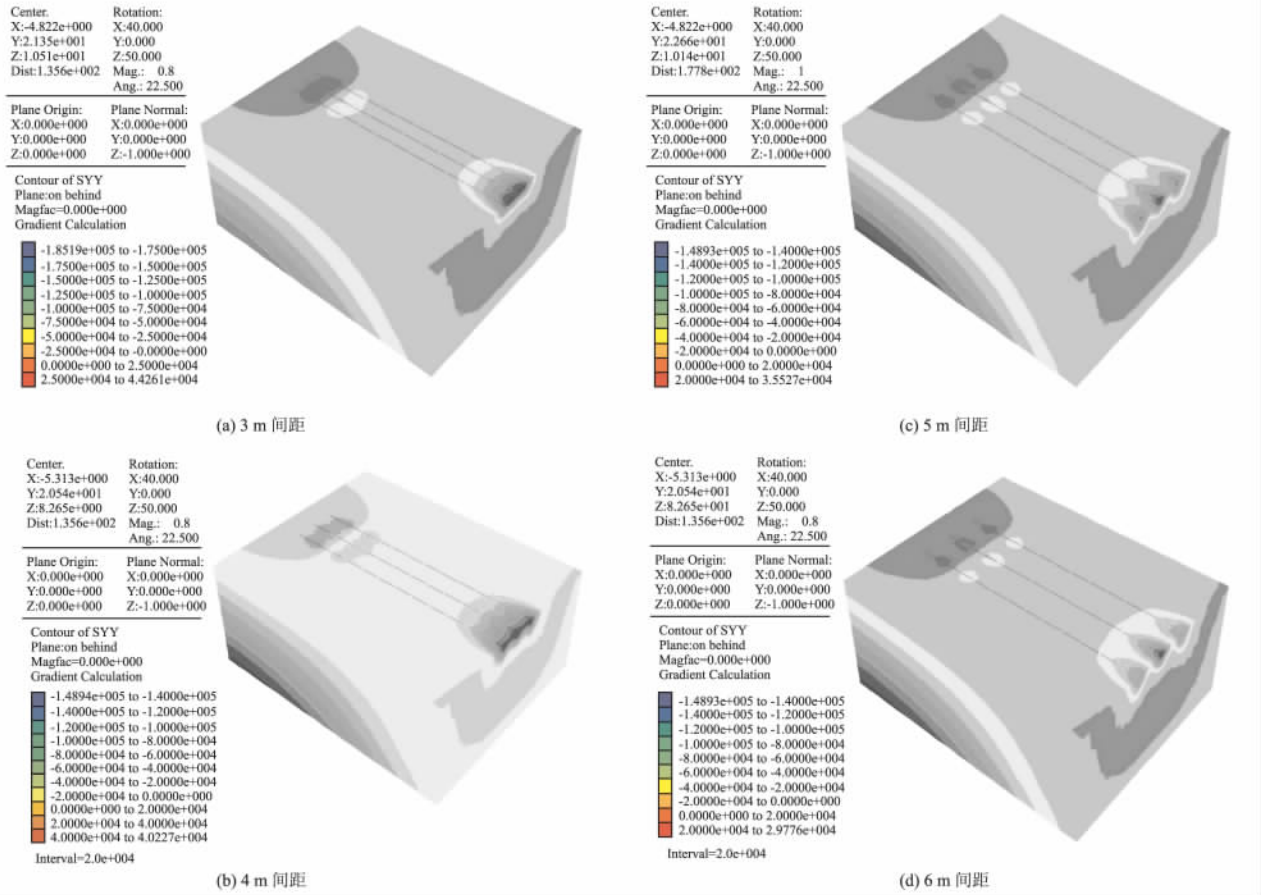 Center. Rotation:
X:-4.822e+000 X:40.000
Y:2.135e+001 Y:0.000
Z:1.051e+001 Z:50.000
Dist:1.356e+002 Mag.: 0.8
Ang.: 22.500
Plane Origin: Plane Normal:
X:0.000e+000 X:0.000e+000
Y:0.000e+000 Y:0.000e+000
Z:0.000e+000 Z:-1.000e+000
Contour of SYY
Plane:on behind
Magfac=0.000e+000
Gradient Calculation
-1.8519e+005 to -1.7500e+005
-1.7500e+005 to -1.5000e+005
-1.5000e+005 to -1.2500e+005
-1.2500e+005 to -1.0000e+005
-1.0000e+005 to -7.5000e+004
-7.5000e+004 to -5.0000e+004
-5.0000e+004 to -2.5000e+004
-2.5000e+004 to -0.0000e+000
0.0000e+000 to 2.5000e+004
2.5000e+004 to 4.4261e+004
(a) 3 m 间距
Center. Rotation:
X:-4.822e+000 X:40.000
Y:2.266e+001 Y:0.000
Z:1.014e+001 Z:50.000
Dist:1.778e+002 Mag.: 1
Ang.: 22.500
Plane Origin: Plane Normal:
X:0.000e+000 X:0.000e+000
Y:0.000e+000 Y:0.000e+000
Z:0.000e+000 Z:-1.000e+000
Contour of SYY
Plane:on behind
Magfac=0.000e+000
Gradient Calculation
-1.4893e+005 to -1.4000e+005
-1.4000e+005 to -1.2000e+005
-1.2000e+005 to -1.0000e+005
-1.0000e+005 to -8.0000e+004
-8.0000e+004 to -6.0000e+004
-6.0000e+004 to -4.0000e+004
-4.0000e+004 to -2.0000e+004
-2.0000e+004 to 0.0000e+000
0.0000e+000 to 2.0000e+004
2.0000e+004 to 3.5527e+004
(c) 5 m 间距
Center. Rotation:
X:-5.313e+000 X:40.000
Y:2.054e+001 Y:0.000
Z:8.265e+000 Z:50.000
Dist:1.356e+002 Mag.: 0.8
Ang.: 22.500
Plane Origin: Plane Normal:
X:0.000e+000 X:0.000e+000
Y:0.000e+000 Y:0.000e+000
Z:0.000e+000 Z:-1.000e+000
Contour of SYY
Plane:on behind
Magfac=0.000e+000
Gradient Calculation
-1.4894e+005 to -1.4000e+005
-1.4000e+005 to -1.2000e+005
-1.2000e+005 to -1.0000e+005
-1.0000e+005 to -8.0000e+004
-8.0000e+004 to -6.0000e+004
-6.0000e+004 to -4.0000e+004
-4.0000e+004 to -2.0000e+004
-2.0000e+004 to 0.0000e+000
0.0000e+000 to 2.0000e+004
2.0000e+004 to 4.0000e+004
4.0000e+004 to 4.0227e+004
Interval=2.0e+004
(b) 4 m 间距
Center. Rotation:
X:-5.313e+000 X:40.000
Y:2.054e+001 Y:0.000
Z:8.265e+001 Z:50.000
Dist:1.356e+002 Mag.: 0.8
Ang.: 22.500
Plane Origin: Plane Normal:
X:0.000e+000 X:0.000e+000
Y:0.000e+000 Y:0.000e+000
Z:0.000e+000 Z:-1.000e+000
Contour of SYY
Plane:on behind
Magfac=0.000e+000
Gradient Calculation
-1.4893e+005 to -1.4000e+005
-1.4000e+005 to -1.2000e+005
-1.2000e+005 to -1.0000e+005
-1.0000e+005 to -8.0000e+004
-8.0000e+004 to -6.0000e+004
-6.0000e+004 to -4.0000e+004
-4.0000e+004 to -2.0000e+004
-2.0000e+004 to 0.0000e+000
0.0000e+000 to 2.0000e+004
2.0000e+004 to 2.9776e+004
Interval=2.0e+004
(d) 6 m 间距